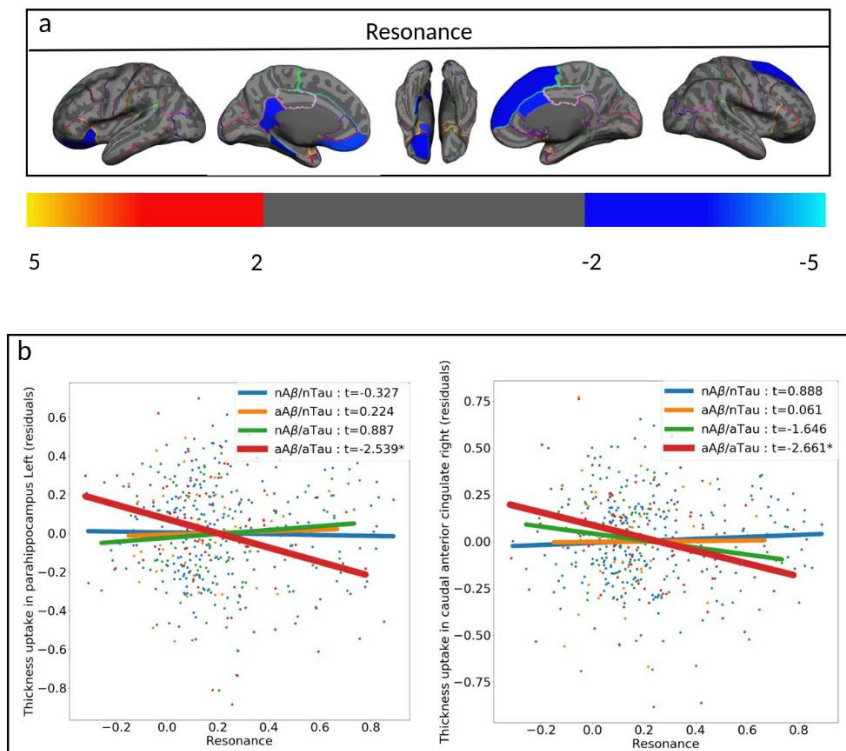 a
Resonance
5
2
-2
-5
b
Thickness uptake in parahippocampus Left (residuals)
nAβ/nTau : t=-0.327
aAβ/nTau : t=0.224
nAβ/aTau : t=0.887
aAβ/aTau : t=-2.539*
0.6
0.4
0.2
0.0
−0.2
−0.4
−0.6
−0.8
−0.2
0.0
0.2
0.4
0.6
0.8
Resonance
Thickness uptake in caudal anterior cingulate right (residuals)
nAβ/nTau : t=0.888
aAβ/nTau : t=0.061
nAβ/aTau : t=-1.646
aAβ/aTau : t=-2.661*
0.75
0.50
0.25
0.00
−0.25
−0.50
−0.75
−0.2
0.0
0.2
0.4
0.6
0.8
Resonance